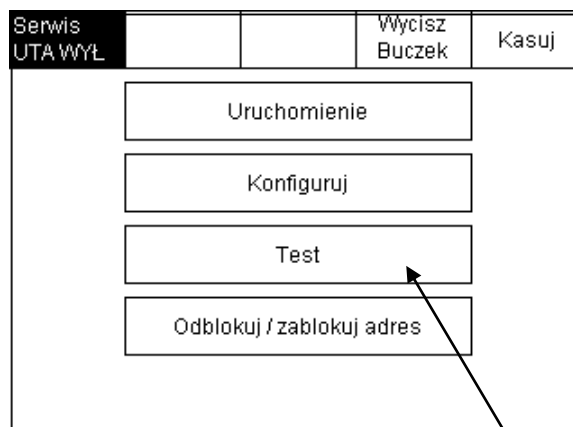 Serwis
UTA WYŁ
Wycisz
Buczek
Kasuj
Uruchomienie
Konfiguruj
Test
Odblokuj / zablokuj adres